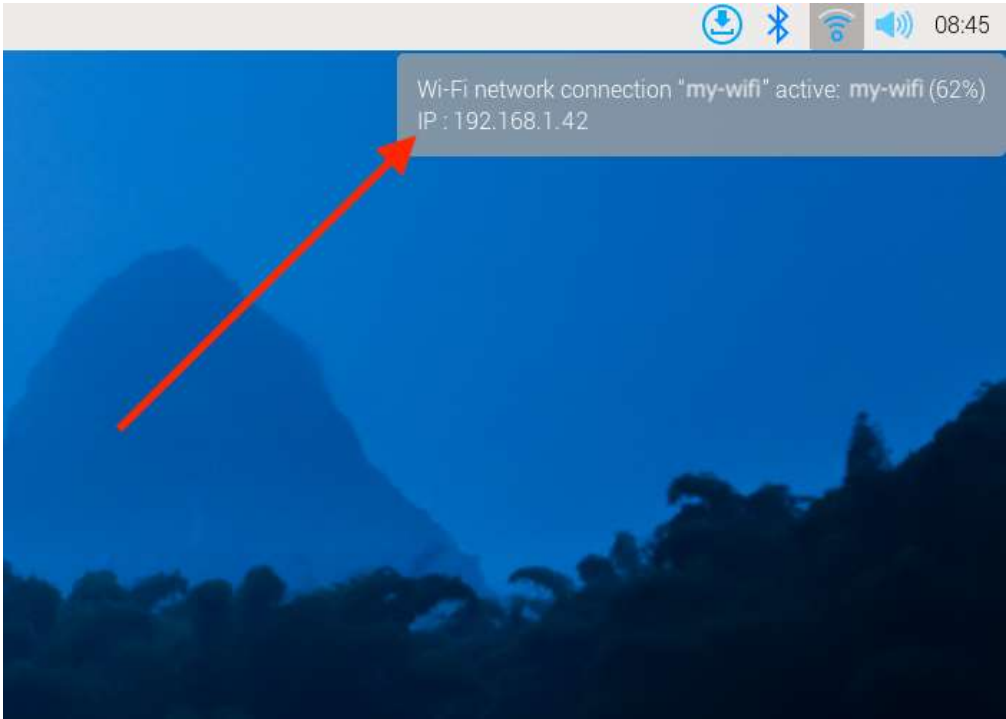 08:45
Wi-Fi network connection "my-wifi" active: my-wifi (62%)
IP : 192.168.1.42